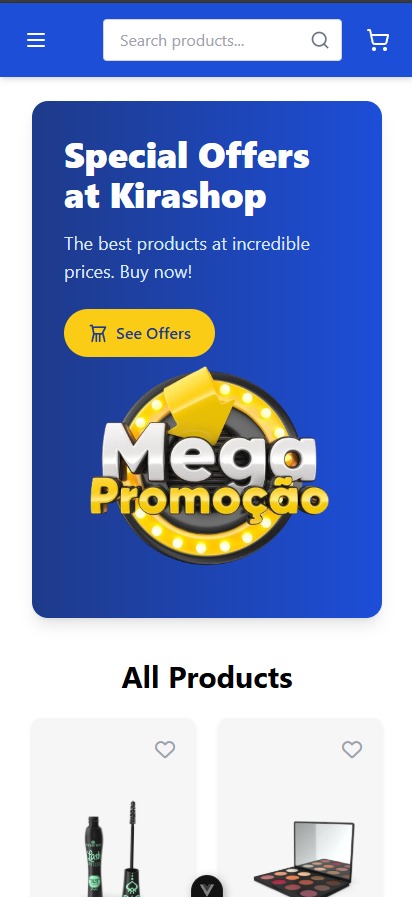 Search products...
Special Offers
at Kirashop
The best products at incredible
prices. Buy now!
See Offers
Mega
Promoção
All Products